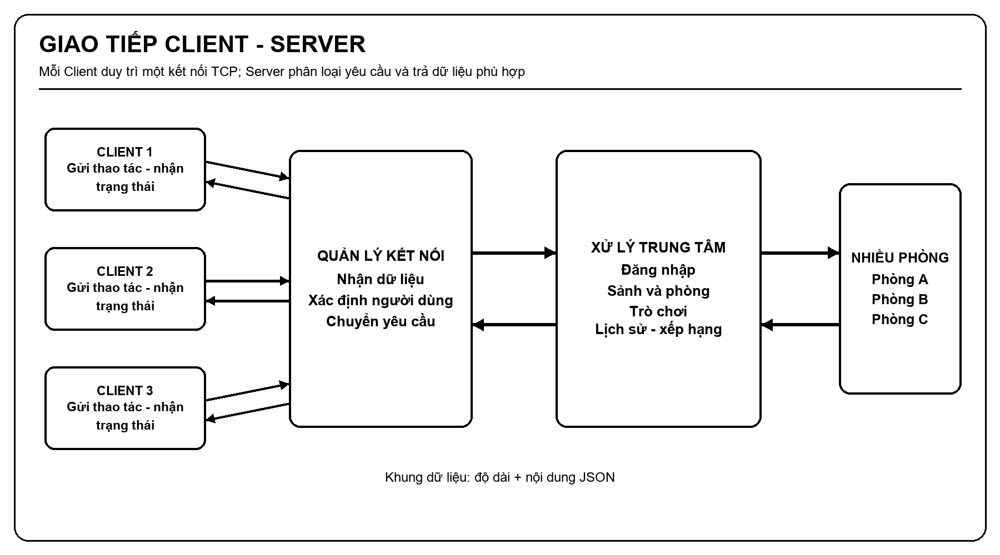 GIAO TIẾP CLIENT - SERVER
Mỗi Client duy trì một kết nối TCP; Server phân loại yêu cầu và trả dữ liệu phù hợp
CLIENT 1
Gửi thao tác - nhận
trạng thái
CLIENT 2
Gửi thao tác - nhận
trạng thái
CLIENT 3
Gửi thao tác - nhận
trạng thái
QUẢN LÝ KẾT NỐI
Nhận dữ liệu
Xác định người dùng
Chuyển yêu cầu
XỬ LÝ TRUNG TÂM
Đăng nhập
Sảnh và phòng
Trò chơi
Lịch sử - xếp hạng
NHIỀU PHÒNG
Phòng A
Phòng B
Phòng C
Khung dữ liệu: độ dài + nội dung JSON